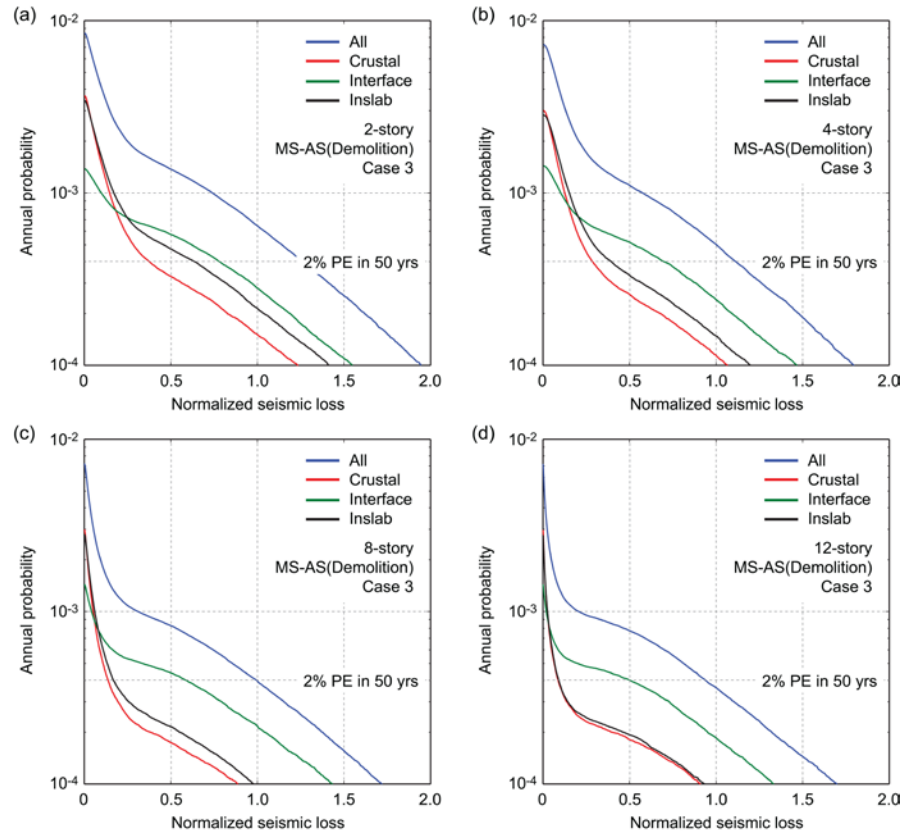 (a)
10⁻²
All
Crustal
Interface
Inslab
2-story
MS-AS(Demolition)
Case 3
10⁻³
Annual probability
2% PE in 50 yrs
10⁻⁴
0 0.5 1.0 1.5 2.0
Normalized seismic loss
(b)
10⁻²
All
Crustal
Interface
Inslab
4-story
MS-AS(Demolition)
Case 3
10⁻³
Annual probability
2% PE in 50 yrs
10⁻⁴
0 0.5 1.0 1.5 2.0
Normalized seismic loss
(c)
10⁻²
All
Crustal
Interface
Inslab
8-story
MS-AS(Demolition)
Case 3
10⁻³
Annual probability
2% PE in 50 yrs
10⁻⁴
0 0.5 1.0 1.5 2.0
Normalized seismic loss
(d)
10⁻²
All
Crustal
Interface
Inslab
12-story
MS-AS(Demolition)
Case 3
10⁻³
Annual probability
2% PE in 50 yrs
10⁻⁴
0 0.5 1.0 1.5 2.0
Normalized seismic loss